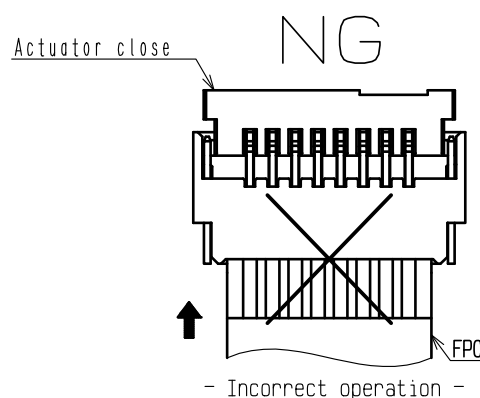 NG
Actuator close
FPC
- Incorrect operation -